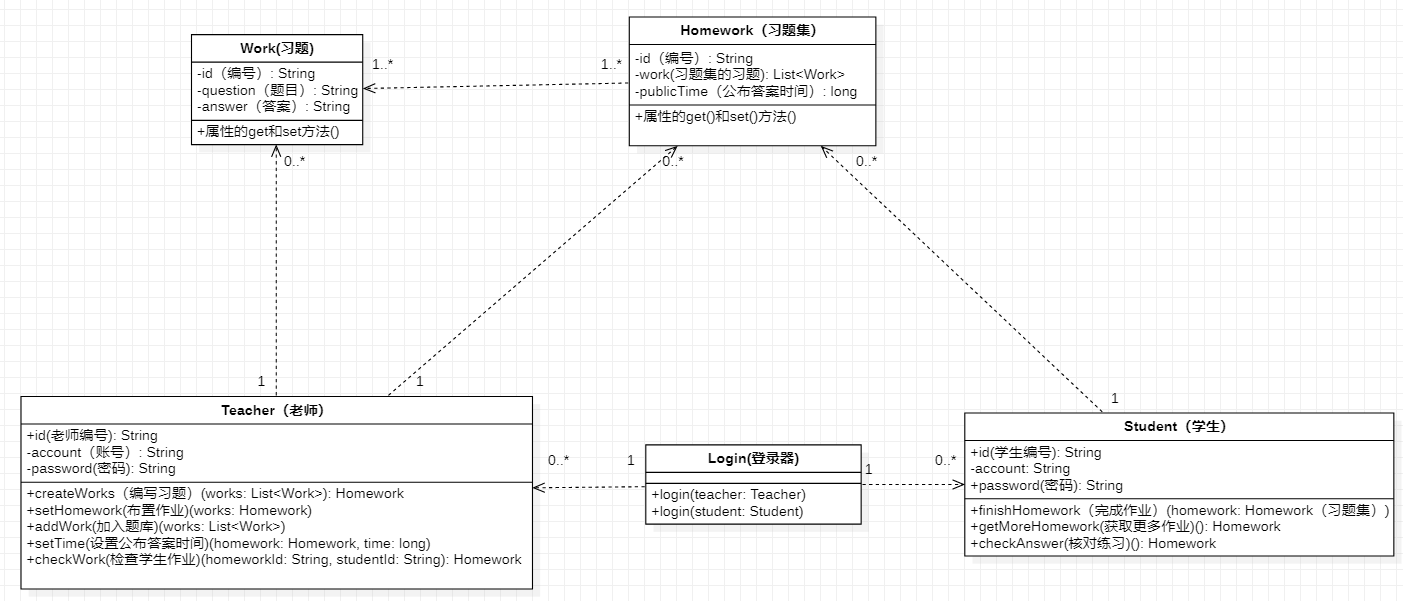 Work(习题)
-id（编号）: String
-question（题目）: String
-answer（答案）: String
+属性的get和set方法()
1..*
1..*
Homework（习题集）
-id（编号）: String
-work(习题集的习题): List<Work>
-publicTime（公布答案时间）: long
+属性的get()和set()方法()
0..*
0..*
0..*
1
1
1
Teacher（老师）
+id(老师编号): String
-account（账号）: String
-password(密码): String
+createWorks（编写习题）(works: List<Work>): Homework
+setHomework(布置作业)(works: Homework)
+addWork(加入题库)(works: List<Work>)
+setTime(设置公布答案时间)(homework: Homework, time: long)
+checkWork(检查学生作业)(homeworkId: String, studentId: String): Homework
0..*
1
Login(登录器)
+login(teacher: Teacher)
+login(student: Student)
1
0..*
Student（学生）
+id(学生编号): String
-account: String
+password(密码): String
+finishHomework（完成作业）(homework: Homework（习题集）)
+getMoreHomework(获取更多作业)(): Homework
+checkAnswer(核对练习)(): Homework